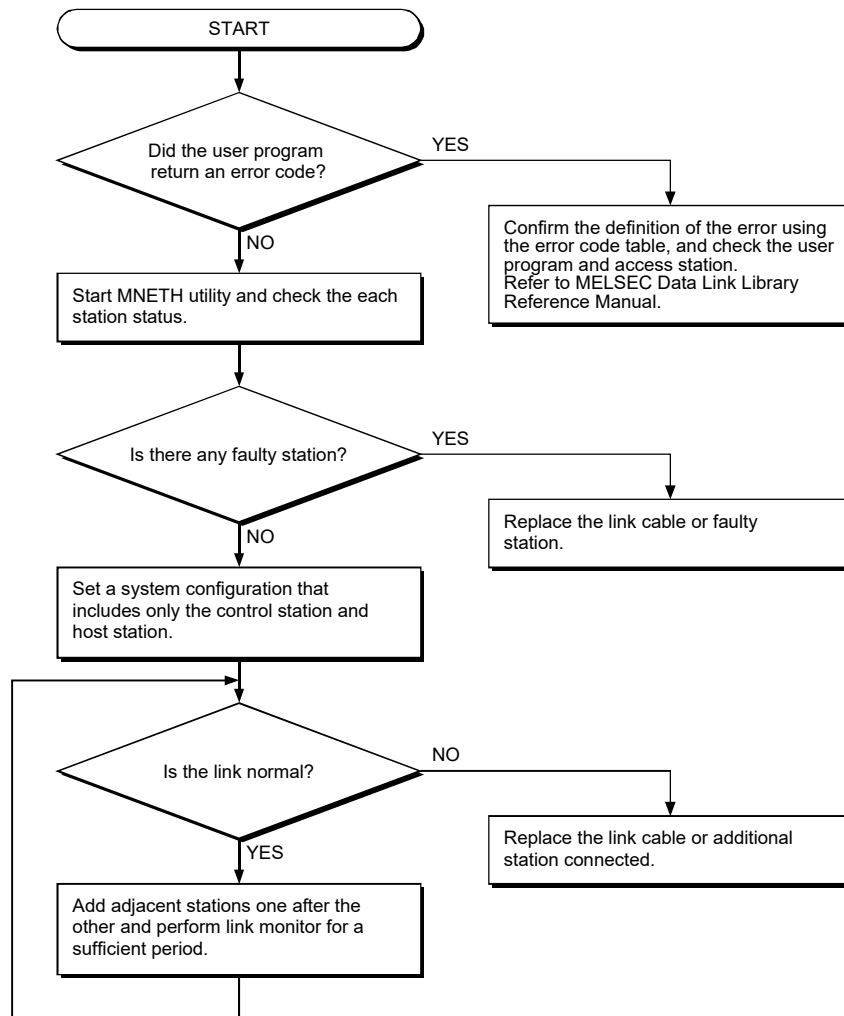 START
Did the user program
return an error code?
YES
Confirm the definition of the error using
the error code table, and check the user
program and access station.
Refer to MELSEC Data Link Library
Reference Manual.
NO
Start MNETH utility and check the each
station status.
Is there any faulty station?
YES
Replace the link cable or faulty
station.
NO
Set a system configuration that
includes only the control station and
host station.
Is the link normal?
NO
Replace the link cable or additional
station connected.
YES
Add adjacent stations one after the
other and perform link monitor for a
sufficient period.